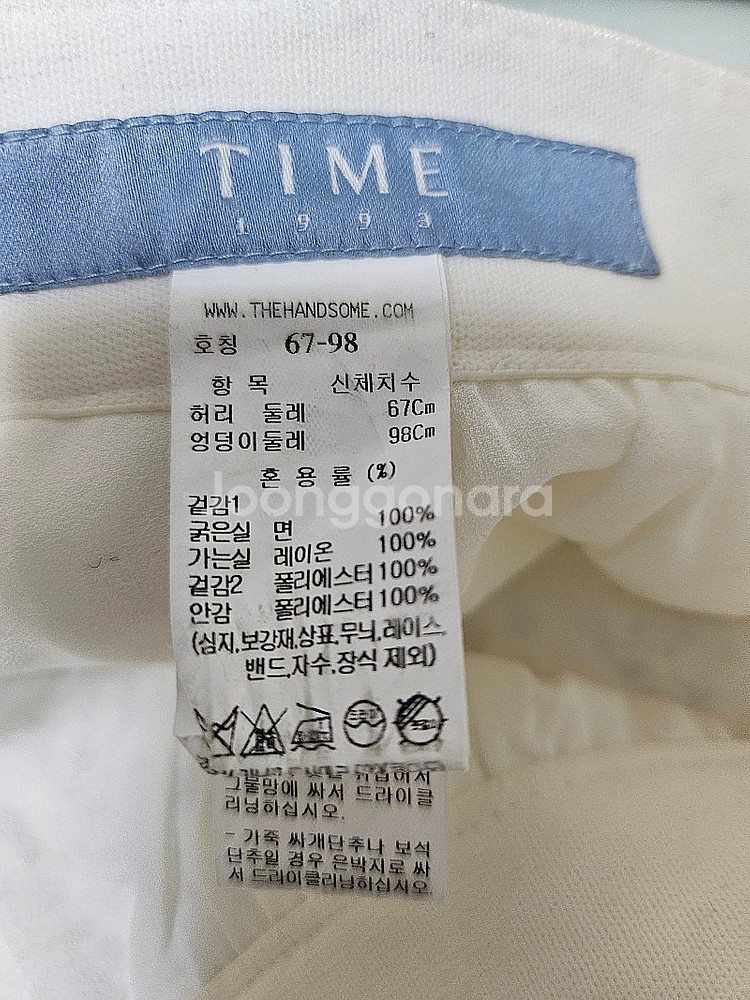 TIME
1993
WWW.THEHANDSOME.COM
호칭 67-98
항 목 신체치수
허리 둘레 67Cm
엉덩이둘레 98Cm
혼 용 률 (%)
loonggonara
겉감1
굵은실 면 100%
가는실 레이온 100%
겉감2 폴리에스터 100%
안감 폴리에스터 100%
(심지,보강재,상표,무늬,레이스,
밴드,자수,장식 제외)
그물망에 싸서 드라이클
리닝하십시오.
- 가죽 싸개단추나 보석
단추일 경우 은박지로 싸
서 드라이클리닝하십시오.